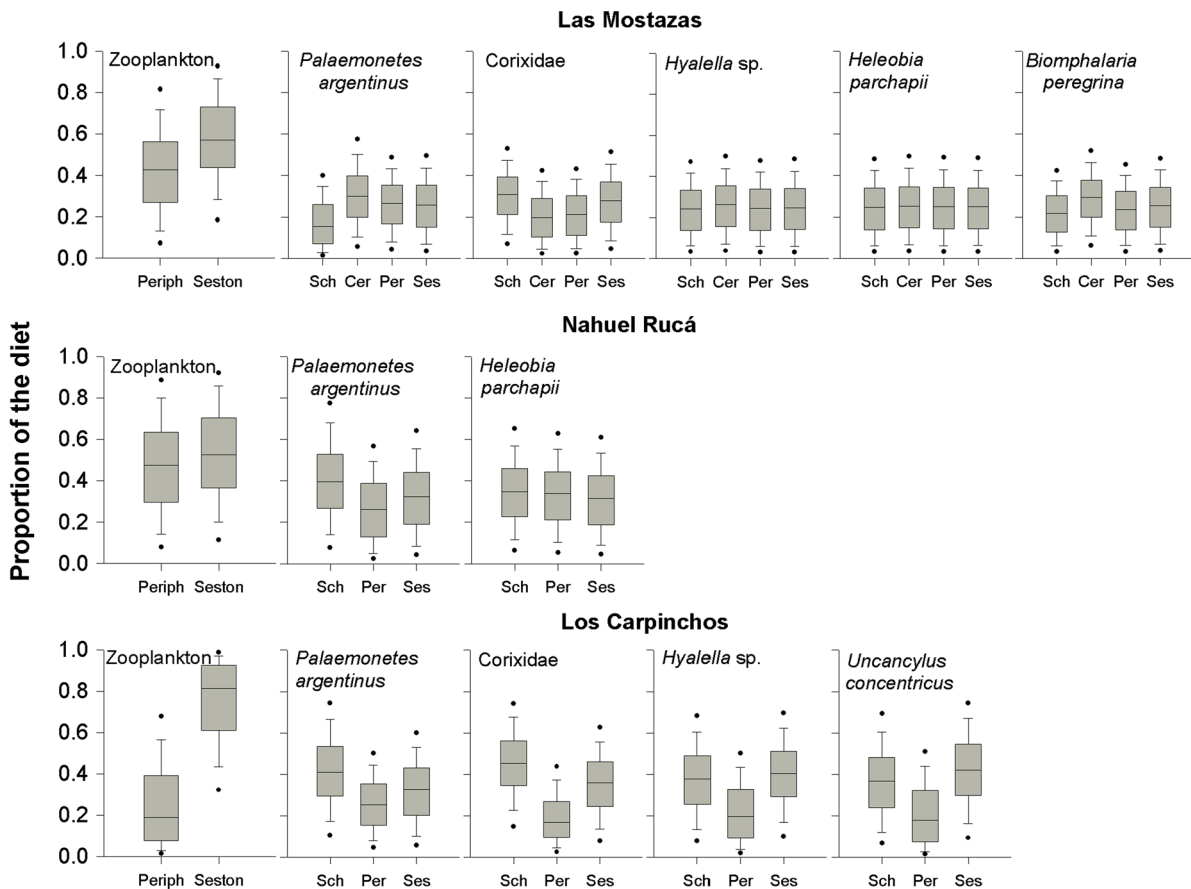 Las Mostazas
Zooplankton
Palaemonetes
argentinus
Corixidae
Hyalella sp.
Heleobia
parchapii
Biomphalaria
peregrina
1.0
0.8
0.6
0.4
0.2
0.0
Periph Seston
Sch Cer Per Ses
Sch Cer Per Ses
Sch Cer Per Ses
Sch Cer Per Ses
Sch Cer Per Ses
Proportion of the diet
Nahuel Rucá
Zooplankton
Palaemonetes
argentinus
Heleobia
parchapii
1.0
0.8
0.6
0.4
0.2
0.0
Periph Seston
Sch Per Ses
Sch Per Ses
Los Carpinchos
Zooplankton
Palaemonetes
argentinus
Corixidae
Hyalella sp.
Uncancylus
concentricus
1.0
0.8
0.6
0.4
0.2
0.0
Periph Seston
Sch Per Ses
Sch Per Ses
Sch Per Ses
Sch Per Ses